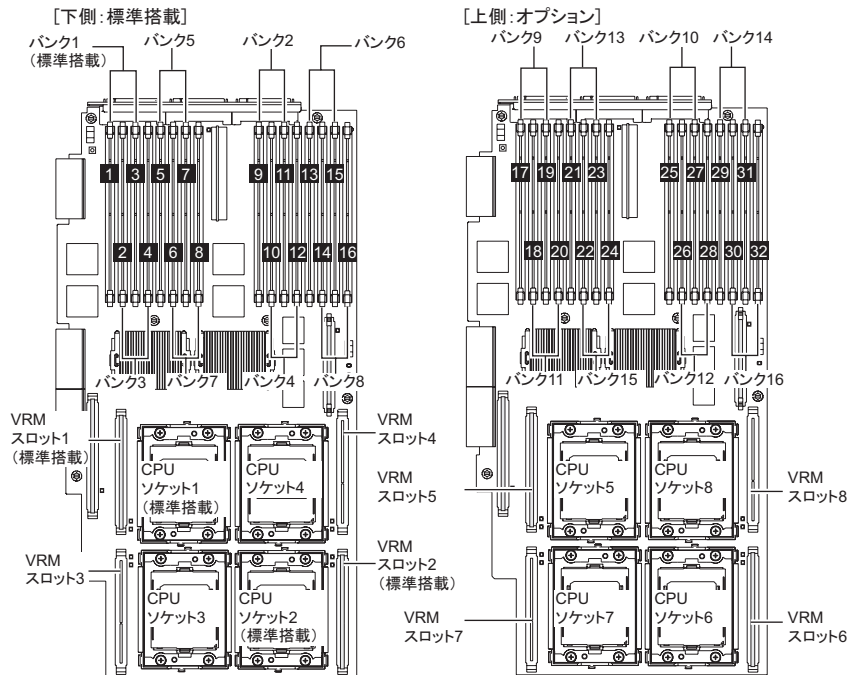 [下側:標準搭載]
バンク1
(標準搭載)
バンク5
バンク2
バンク6
1
3
5
7
9
11
13
15
2
4
6
8
10
12
14
16
バンク3
バンク7
バンク4
バンク8
VRM
スロット1
(標準搭載)
VRM
スロット4
CPU
ソケット1
(標準搭載)
CPU
ソケット4
VRM
スロット3
VRM
スロット2
(標準搭載)
CPU
ソケット3
CPU
ソケット2
(標準搭載)
[上側:オプション]
バンク9
バンク13
バンク10
バンク14
17
19
21
23
25
27
29
31
18
20
22
24
26
28
30
32
バンク11
バンク15
バンク12
バンク16
VRM
スロット5
CPU
ソケット5
CPU
ソケット8
VRM
スロット8
VRM
スロット7
CPU
ソケット7
CPU
ソケット6
VRM
スロット6